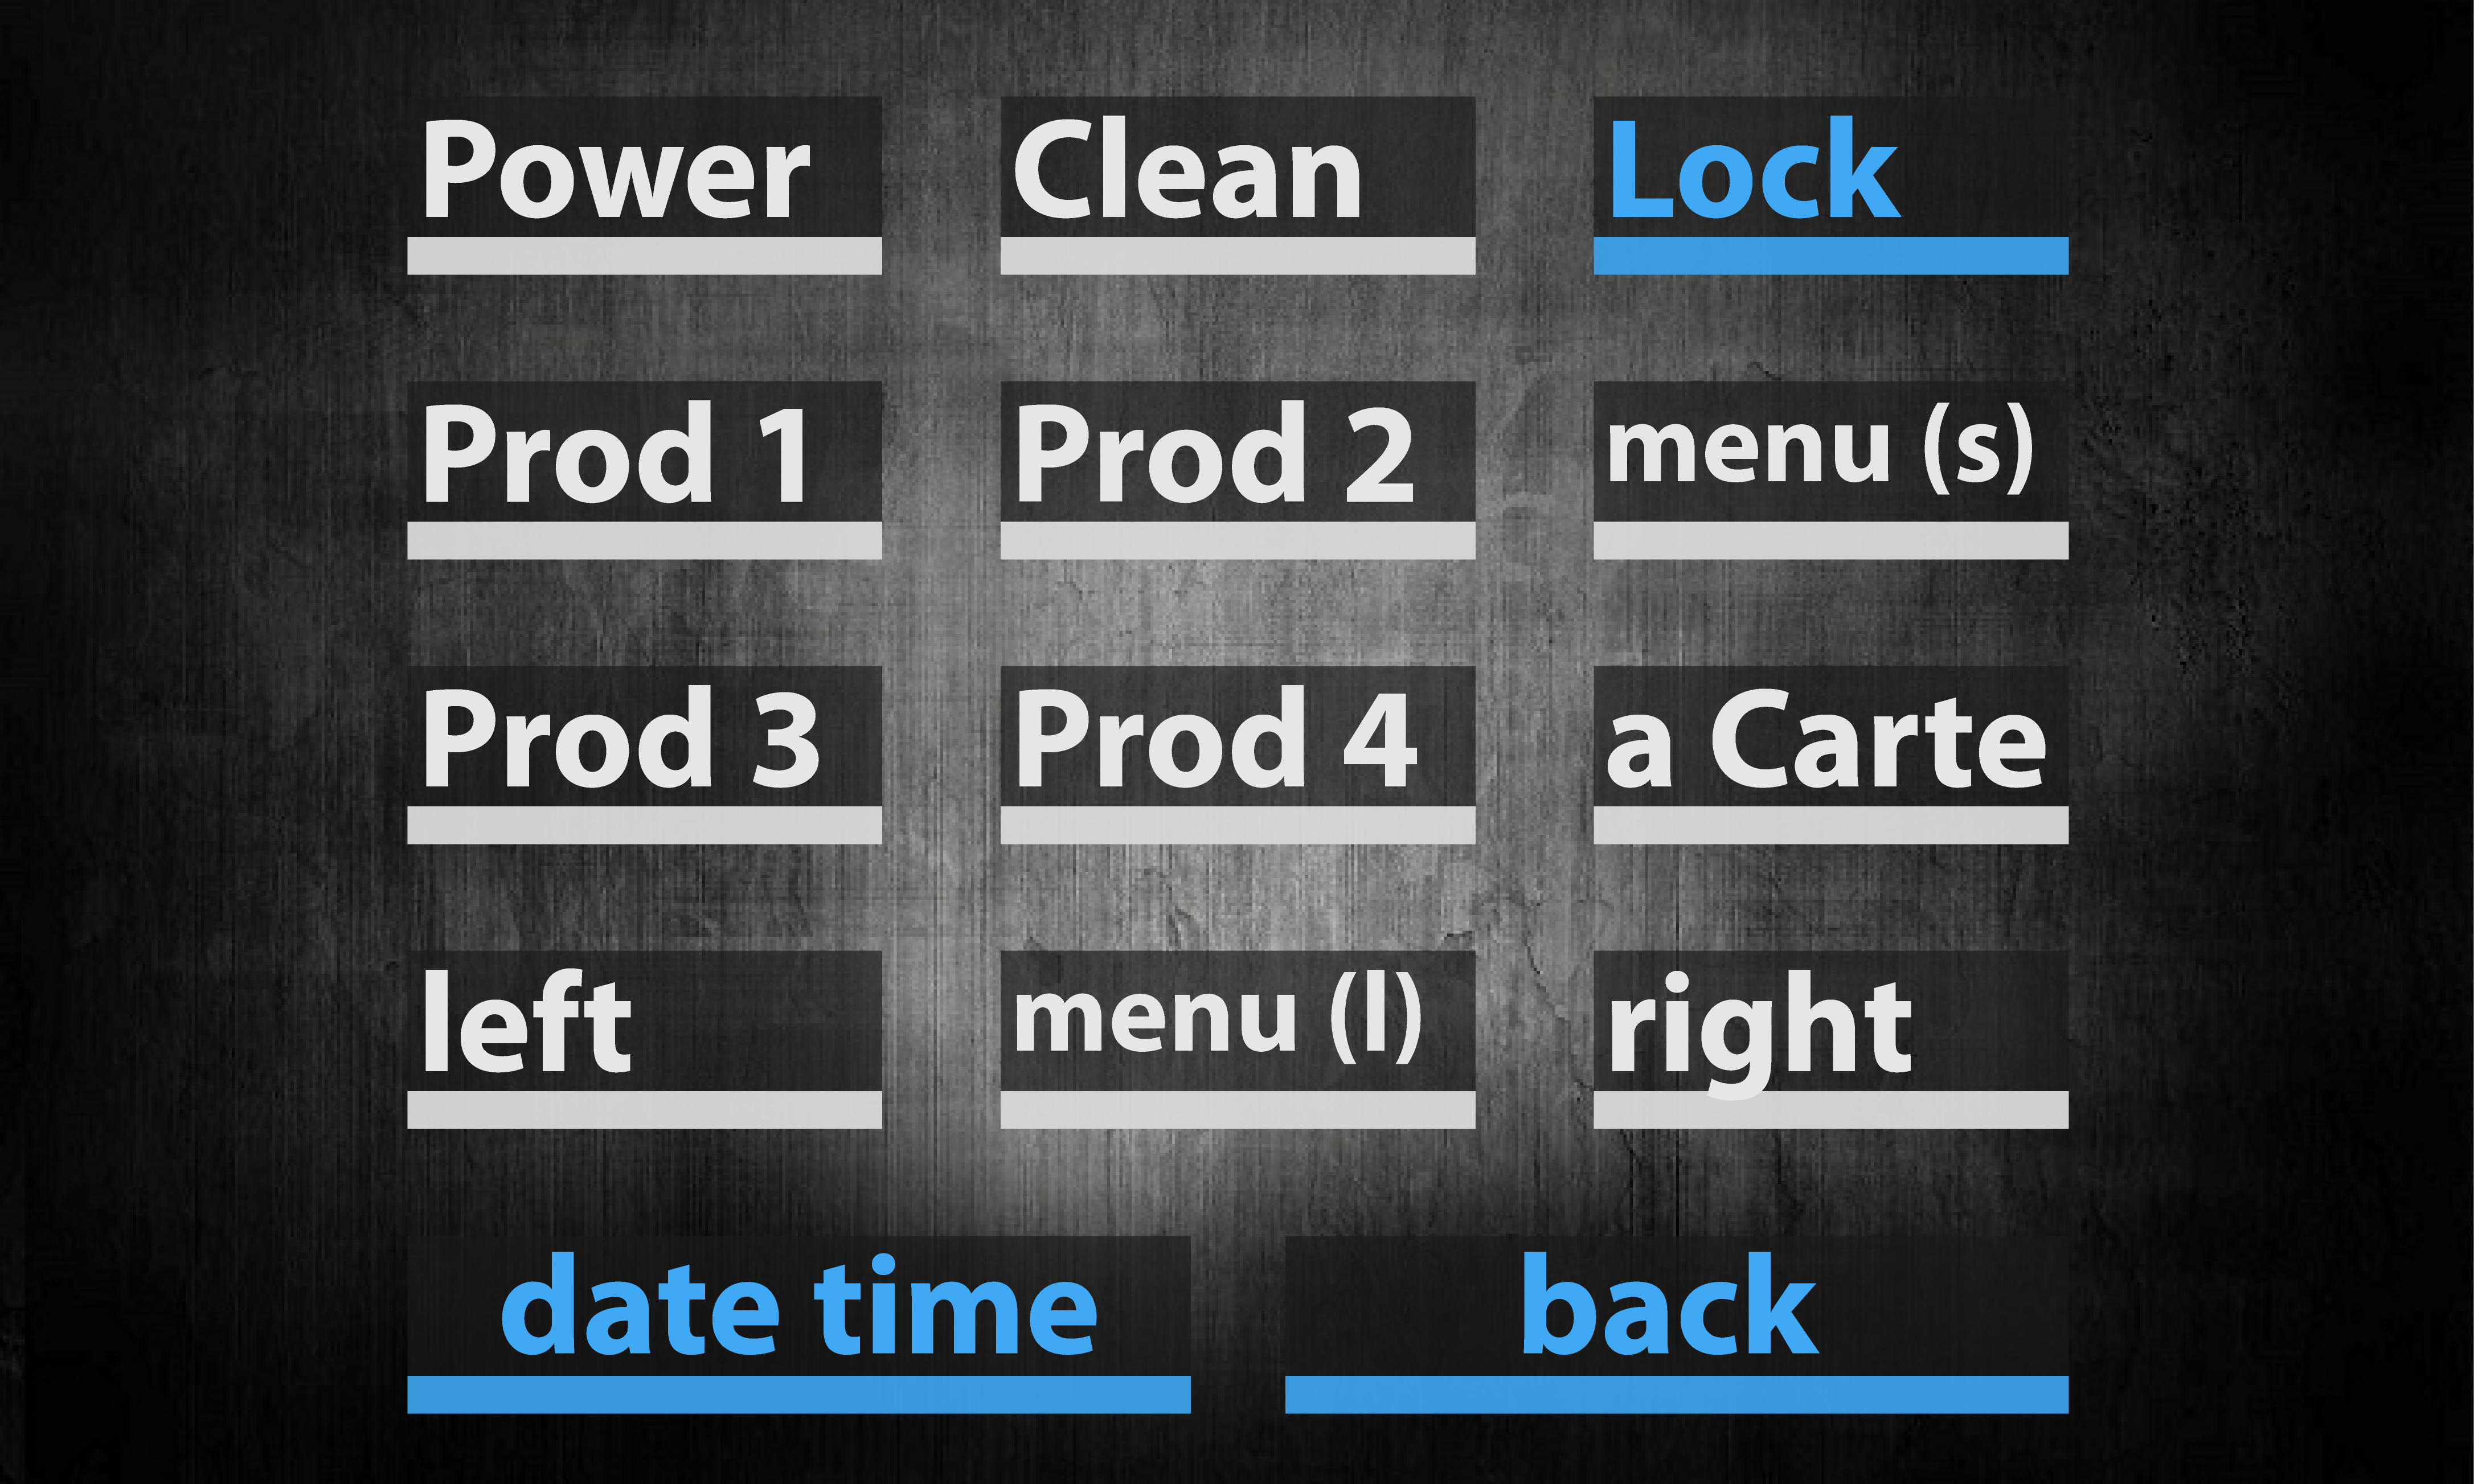 Power Clean Lock
Prod 1 Prod 2 menu (s)
Prod 3 Prod 4 a Carte
left menu (l) right
date time back